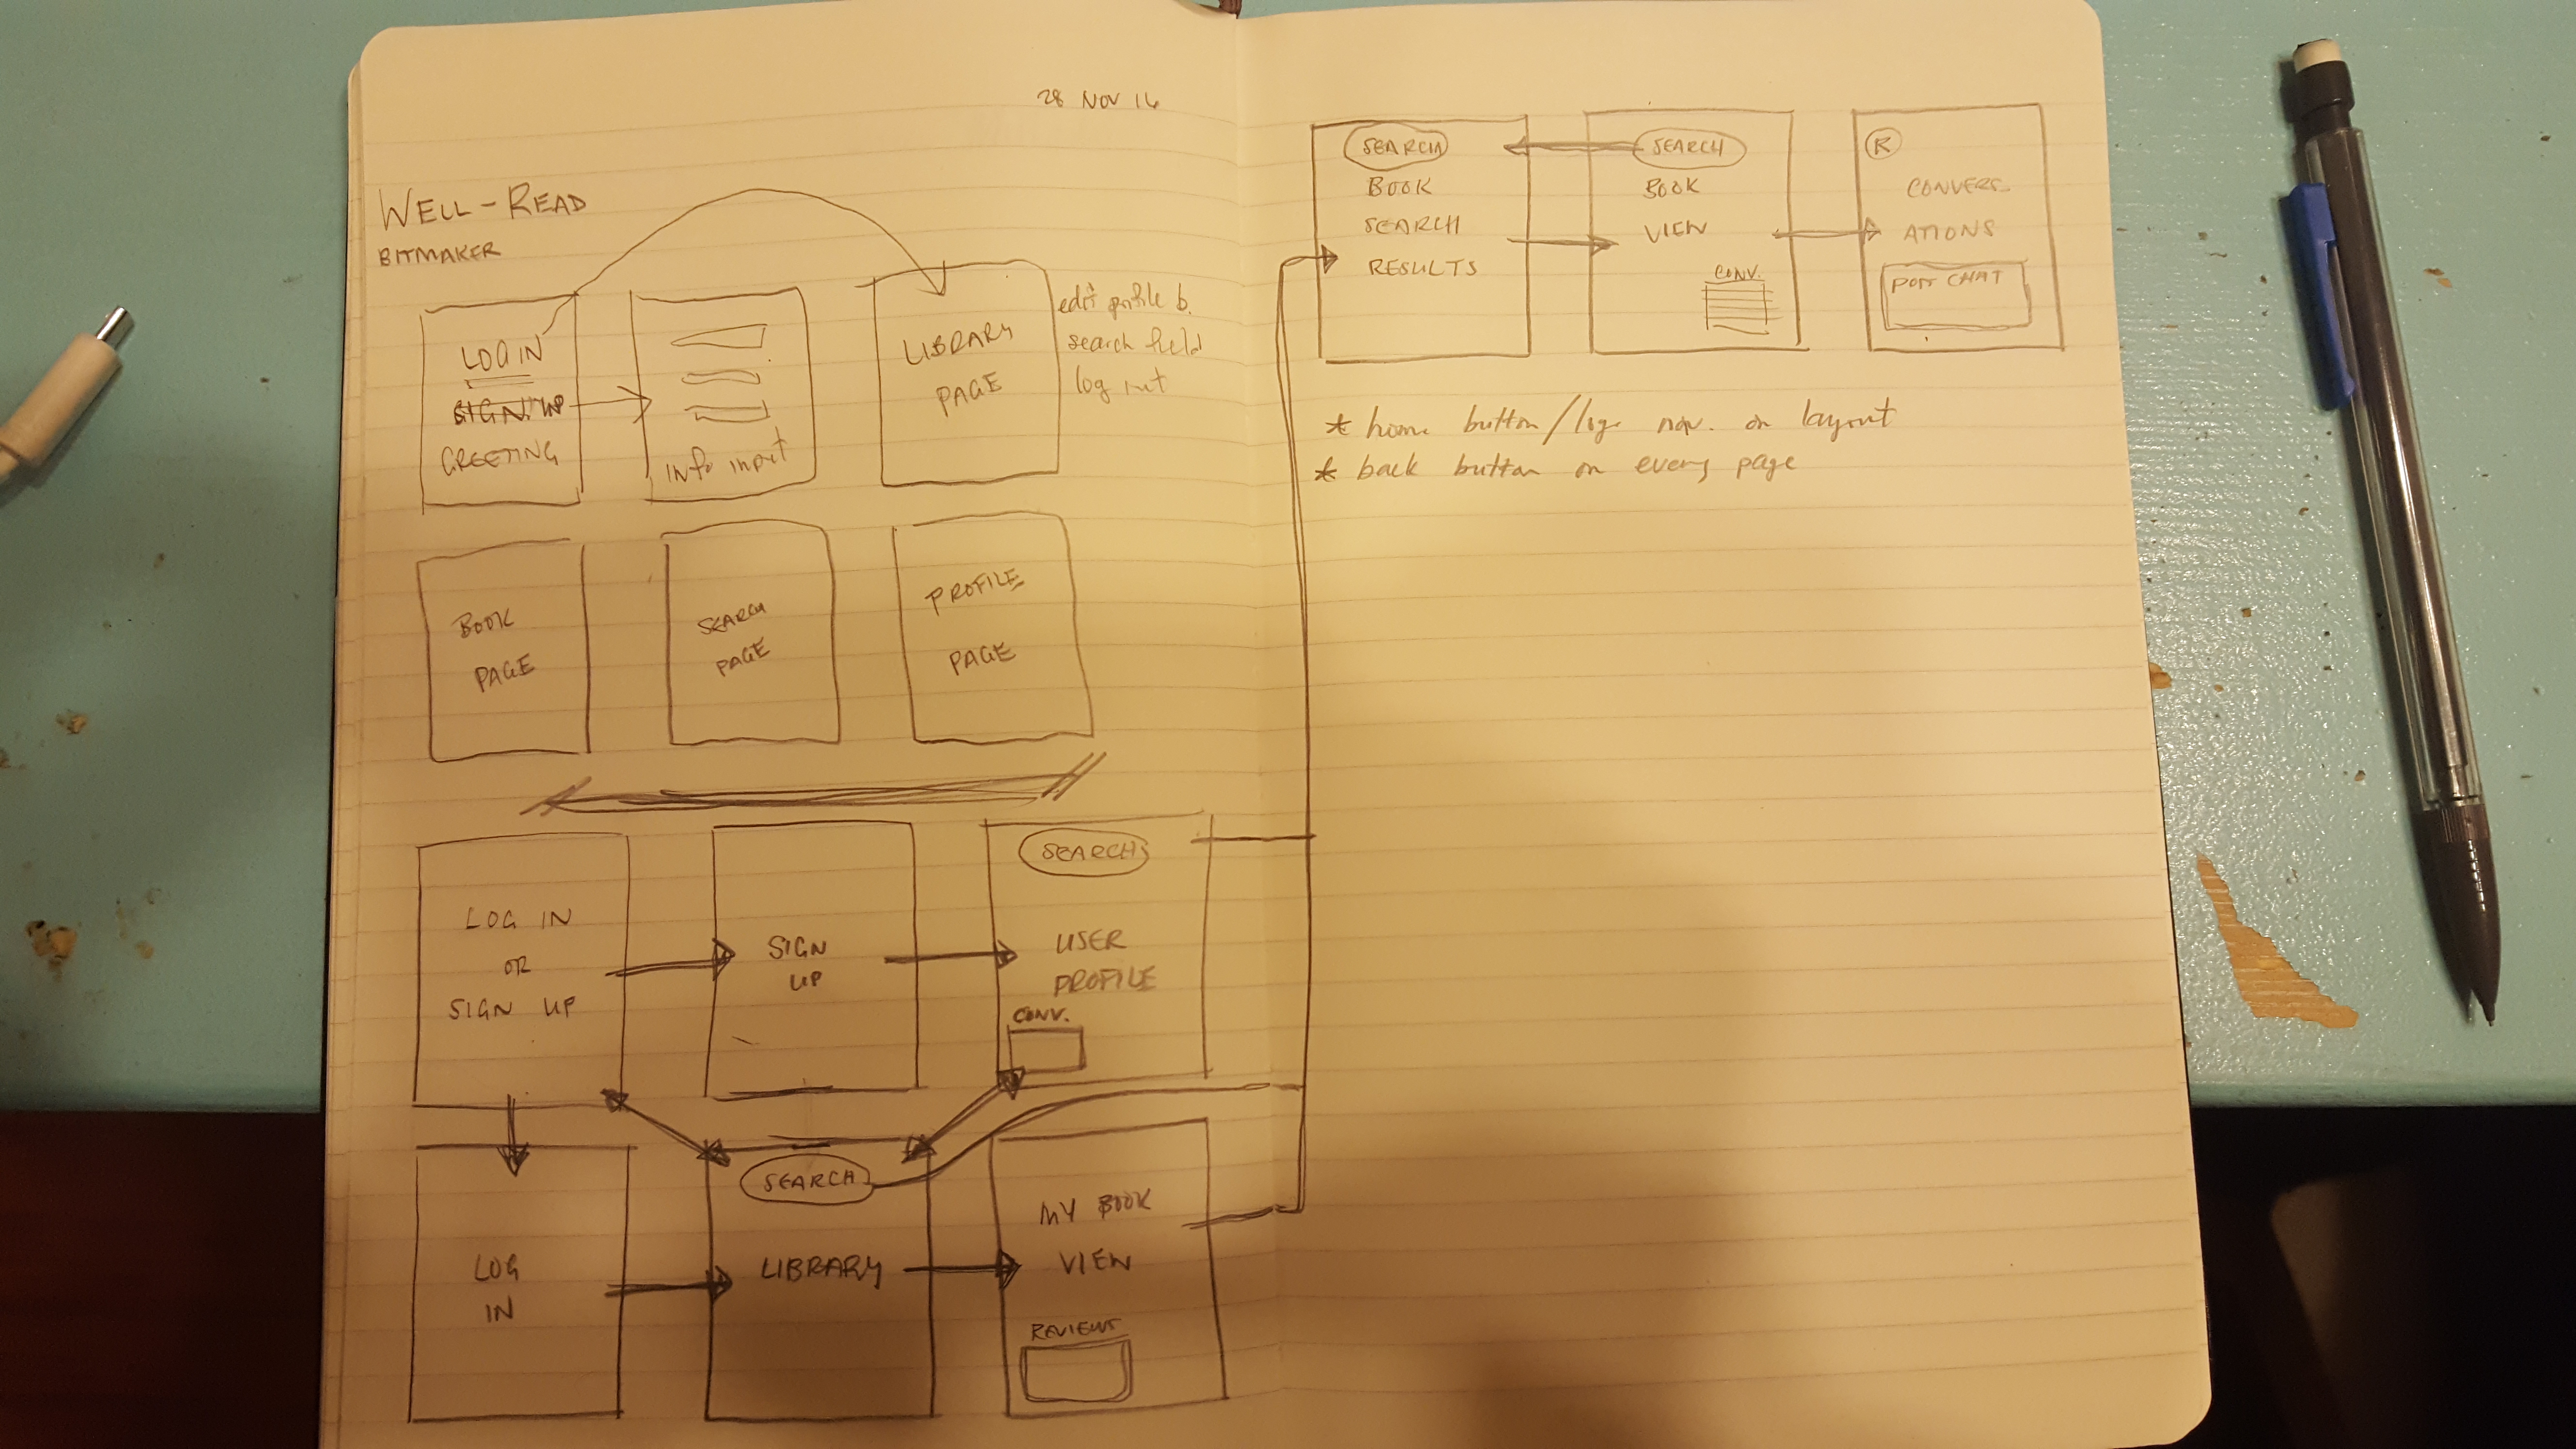 28 NOV 16
WELL-READ
BITMAKER
LOG IN
SIGN UP
GREETING
INFO INPUT
LIBRARY
PAGE
edit profile b.
search field
log out
BOOK
PAGE
SEARCH
PAGE
PROFILE
PAGE
LOG IN
OR
SIGN UP
SIGN
UP
SEARCH
USER
PROFILE
CONV.
LOG
IN
SEARCH
LIBRARY
MY BOOK
VIEW
REVIEWS
SEARCH
BOOK
SEARCH
RESULTS
SEARCH
BOOK
VIEW
CONV.
R
CONVERS-
ATIONS
POST CHAT
* home button/logo nav. on layout
* back button on every page